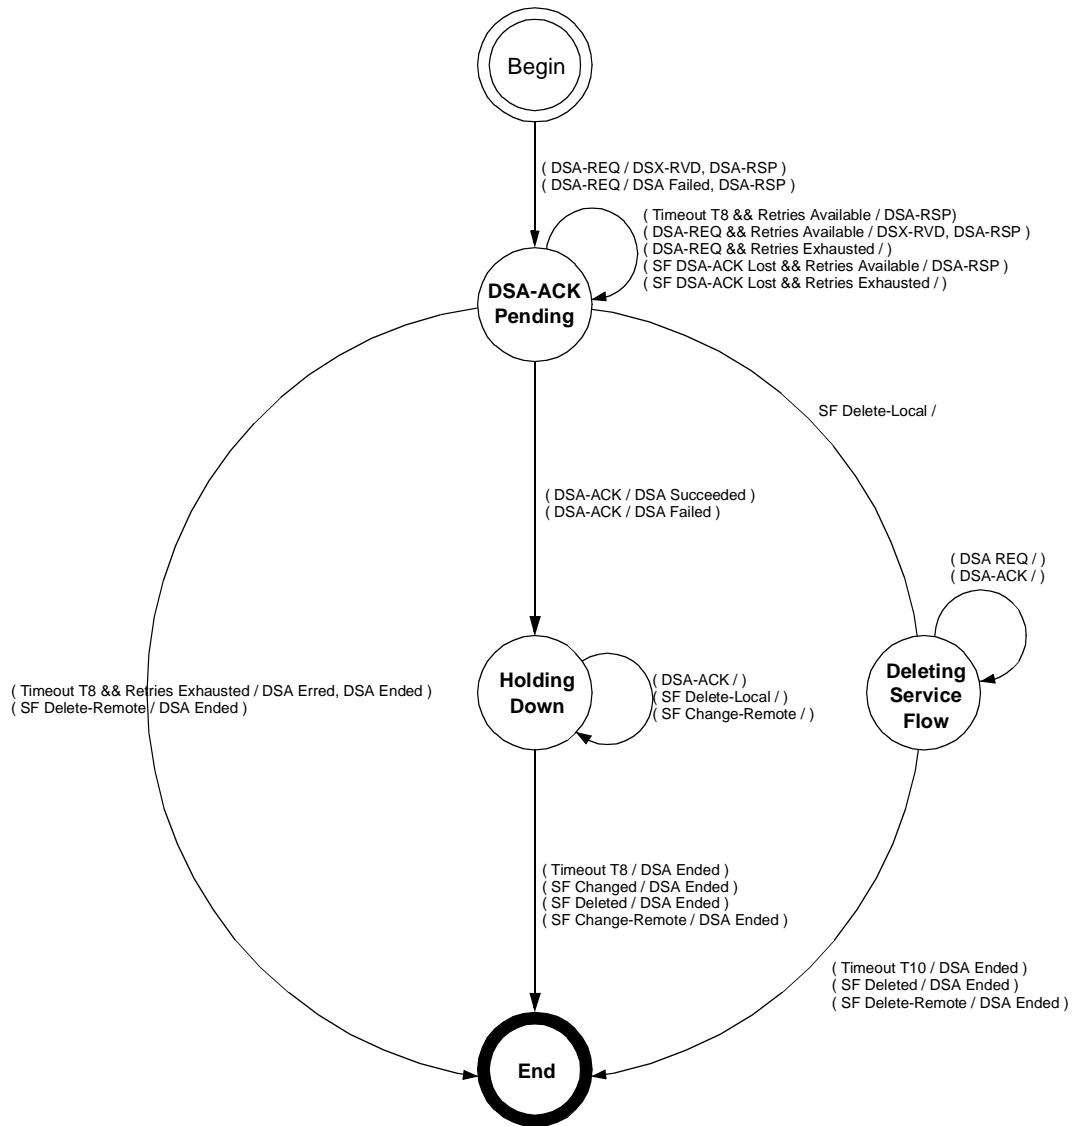 Begin
( DSA-REQ / DSX-RVD, DSA-RSP )
( DSA-REQ / DSA Failed, DSA-RSP )
( Timeout T8 && Retries Available / DSA-RSP)
( DSA-REQ && Retries Available / DSX-RVD, DSA-RSP )
( DSA-REQ && Retries Exhausted / )
( SF DSA-ACK Lost && Retries Available / DSA-RSP )
( SF DSA-ACK Lost && Retries Exhausted / )
DSA-ACK
Pending
SF Delete-Local /
( DSA-ACK / DSA Succeeded )
( DSA-ACK / DSA Failed )
( DSA REQ / )
( DSA-ACK / )
Holding
Down
( DSA-ACK / )
( SF Delete-Local / )
( SF Change-Remote / )
Deleting
Service
Flow
( Timeout T8 && Retries Exhausted / DSA Erred, DSA Ended )
( SF Delete-Remote / DSA Ended )
( Timeout T8 / DSA Ended )
( SF Changed / DSA Ended )
( SF Deleted / DSA Ended )
( SF Change-Remote / DSA Ended )
( Timeout T10 / DSA Ended )
( SF Deleted / DSA Ended )
( SF Delete-Remote / DSA Ended )
End